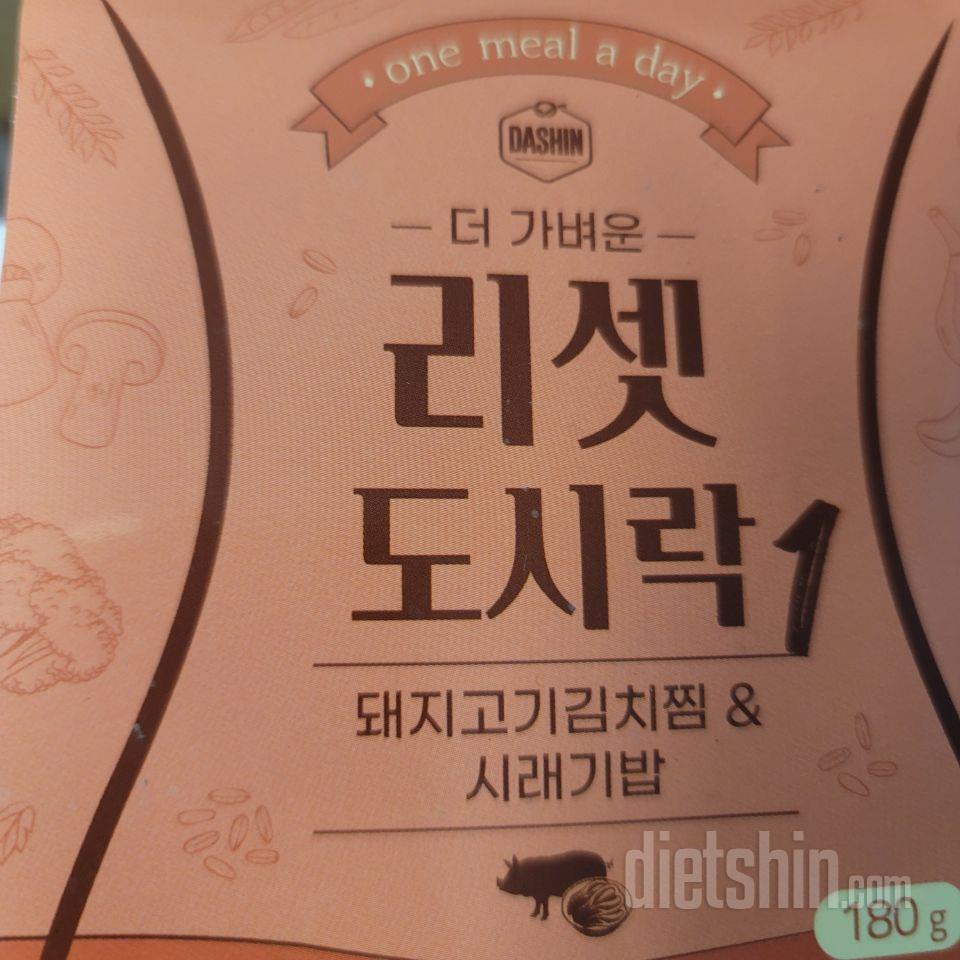 · one meal a day ·
DASHIN
— 더 가벼운 —
리셋
도시락 1
돼지고기김치찜 &
시래기밥
dietshin.com
180 g